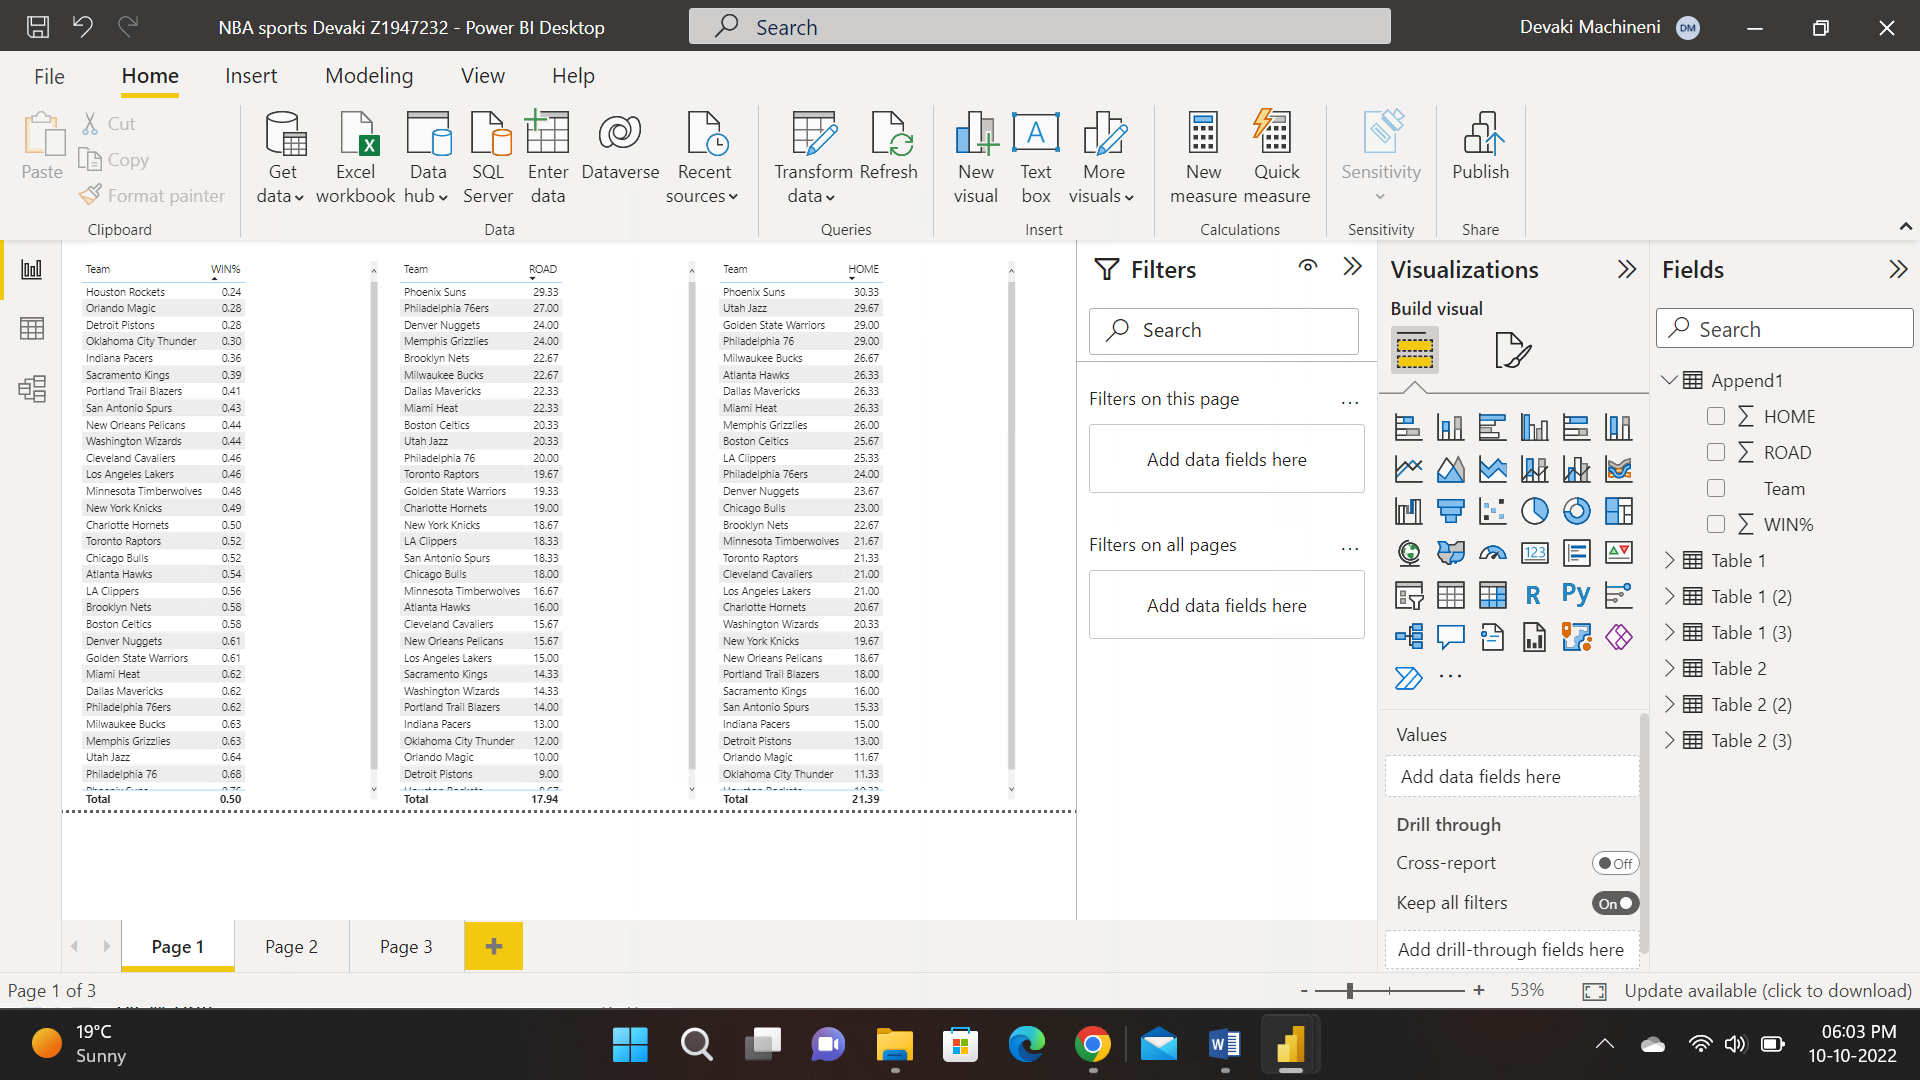 NBA sports Devaki Z1947232 - Power BI Desktop
Search
Devaki Machineni
DM
File Home Insert Modeling View Help
Paste
Cut
Copy
Format painter
Clipboard
Get data
Excel workbook
Data hub
SQL Server
Enter data
Dataverse
Recent sources
Data
Transform data
Refresh
Queries
New visual
Text box
More visuals
Insert
New measure
Quick measure
Calculations
Sensitivity
Sensitivity
Publish
Share
Team WIN%
Houston Rockets 0.24
Orlando Magic 0.28
Detroit Pistons 0.28
Oklahoma City Thunder 0.30
Indiana Pacers 0.36
Sacramento Kings 0.39
Portland Trail Blazers 0.41
San Antonio Spurs 0.43
New Orleans Pelicans 0.44
Washington Wizards 0.44
Cleveland Cavaliers 0.46
Los Angeles Lakers 0.46
Minnesota Timberwolves 0.48
New York Knicks 0.49
Charlotte Hornets 0.50
Toronto Raptors 0.52
Chicago Bulls 0.52
Atlanta Hawks 0.54
LA Clippers 0.56
Brooklyn Nets 0.58
Boston Celtics 0.58
Denver Nuggets 0.61
Golden State Warriors 0.61
Miami Heat 0.62
Dallas Mavericks 0.62
Philadelphia 76ers 0.62
Milwaukee Bucks 0.63
Memphis Grizzlies 0.63
Utah Jazz 0.64
Philadelphia 76 0.68
Total 0.50
Team ROAD
Phoenix Suns 29.33
Philadelphia 76ers 27.00
Denver Nuggets 24.00
Memphis Grizzlies 24.00
Brooklyn Nets 22.67
Milwaukee Bucks 22.67
Dallas Mavericks 22.33
Miami Heat 22.33
Boston Celtics 20.33
Utah Jazz 20.33
Philadelphia 76 20.00
Toronto Raptors 19.67
Golden State Warriors 19.33
Charlotte Hornets 19.00
New York Knicks 18.67
LA Clippers 18.33
San Antonio Spurs 18.33
Chicago Bulls 18.00
Minnesota Timberwolves 16.67
Atlanta Hawks 16.00
Cleveland Cavaliers 15.67
New Orleans Pelicans 15.67
Los Angeles Lakers 15.00
Sacramento Kings 14.33
Washington Wizards 14.33
Portland Trail Blazers 14.00
Indiana Pacers 13.00
Oklahoma City Thunder 12.00
Orlando Magic 10.00
Detroit Pistons 9.00
Total 17.94
Team HOME
Phoenix Suns 30.33
Utah Jazz 29.67
Golden State Warriors 29.00
Philadelphia 76 29.00
Milwaukee Bucks 26.67
Atlanta Hawks 26.33
Dallas Mavericks 26.33
Miami Heat 26.33
Memphis Grizzlies 26.00
Boston Celtics 25.67
LA Clippers 25.33
Philadelphia 76ers 24.00
Denver Nuggets 23.67
Chicago Bulls 23.00
Brooklyn Nets 22.67
Minnesota Timberwolves 21.67
Toronto Raptors 21.33
Cleveland Cavaliers 21.00
Los Angeles Lakers 21.00
Charlotte Hornets 20.67
Washington Wizards 20.33
New York Knicks 19.67
New Orleans Pelicans 18.67
Portland Trail Blazers 18.00
Sacramento Kings 16.00
San Antonio Spurs 15.33
Indiana Pacers 15.00
Detroit Pistons 13.00
Orlando Magic 11.67
Oklahoma City Thunder 11.33
Total 21.39
Filters
Search
Filters on this page ...
Add data fields here
Filters on all pages ...
Add data fields here
Visualizations
Build visual
123
R
Py
...
Values
Add data fields here
Drill through
Cross-report Off
Keep all filters On
Add drill-through fields here
Fields
Search
Append1
∑ HOME
∑ ROAD
Team
∑ WIN%
Table 1
Table 1 (2)
Table 1 (3)
Table 2
Table 2 (2)
Table 2 (3)
Page 1 Page 2 Page 3 +
Page 1 of 3
- + 53%
Update available (click to download)
19°C
Sunny
06:03 PM
10-10-2022